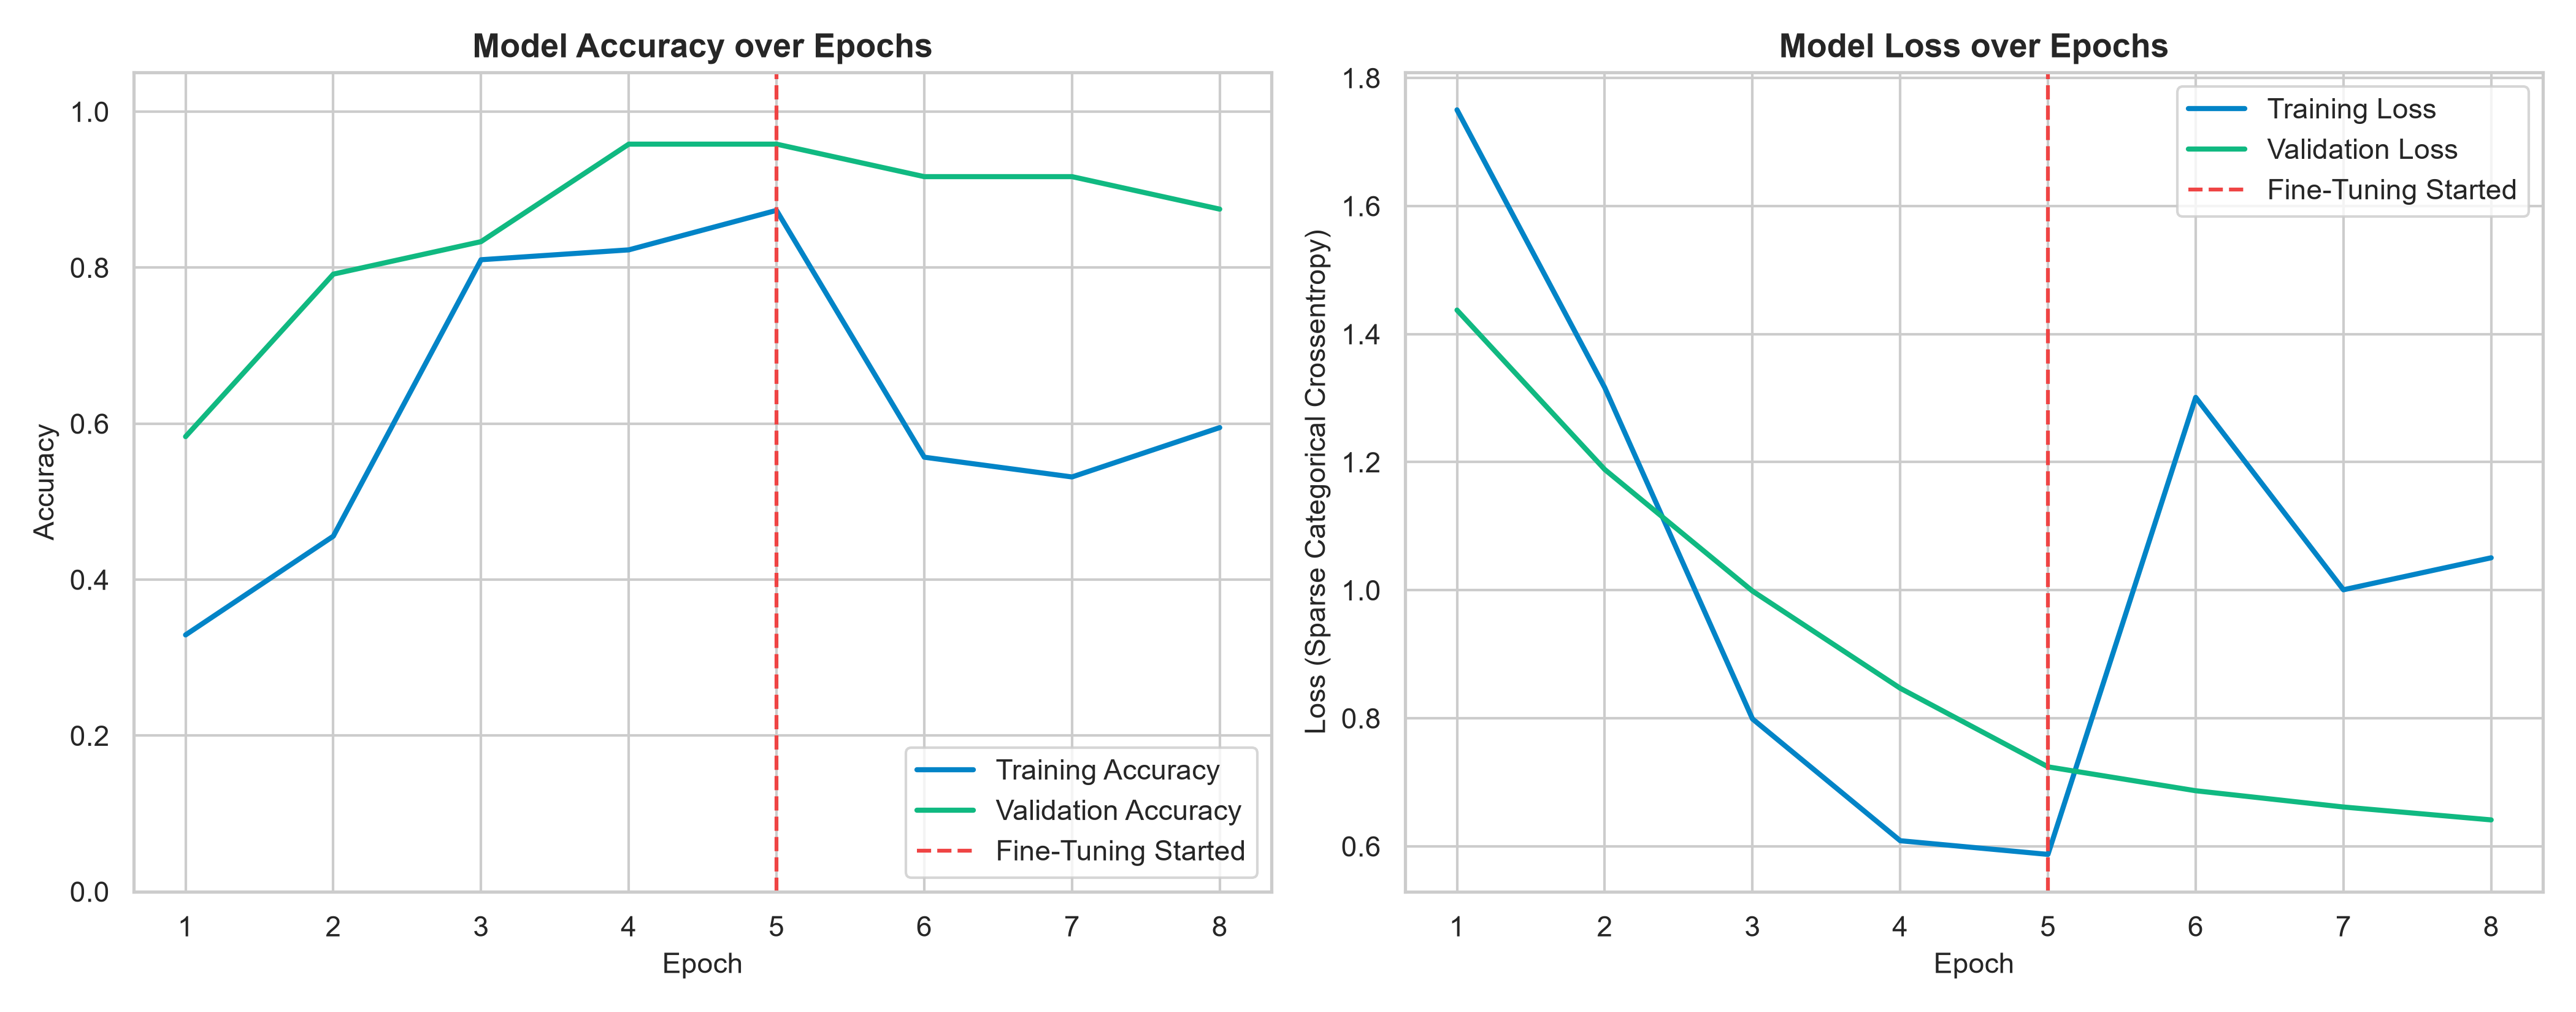 Model Accuracy over Epochs
1.0
0.8
0.6
0.4
0.2
0.0
Accuracy
1 2 3 4 5 6 7 8
Epoch
Training Accuracy
Validation Accuracy
Fine-Tuning Started
Model Loss over Epochs
1.8
1.6
1.4
1.2
1.0
0.8
0.6
Loss (Sparse Categorical Crossentropy)
1 2 3 4 5 6 7 8
Epoch
Training Loss
Validation Loss
Fine-Tuning Started